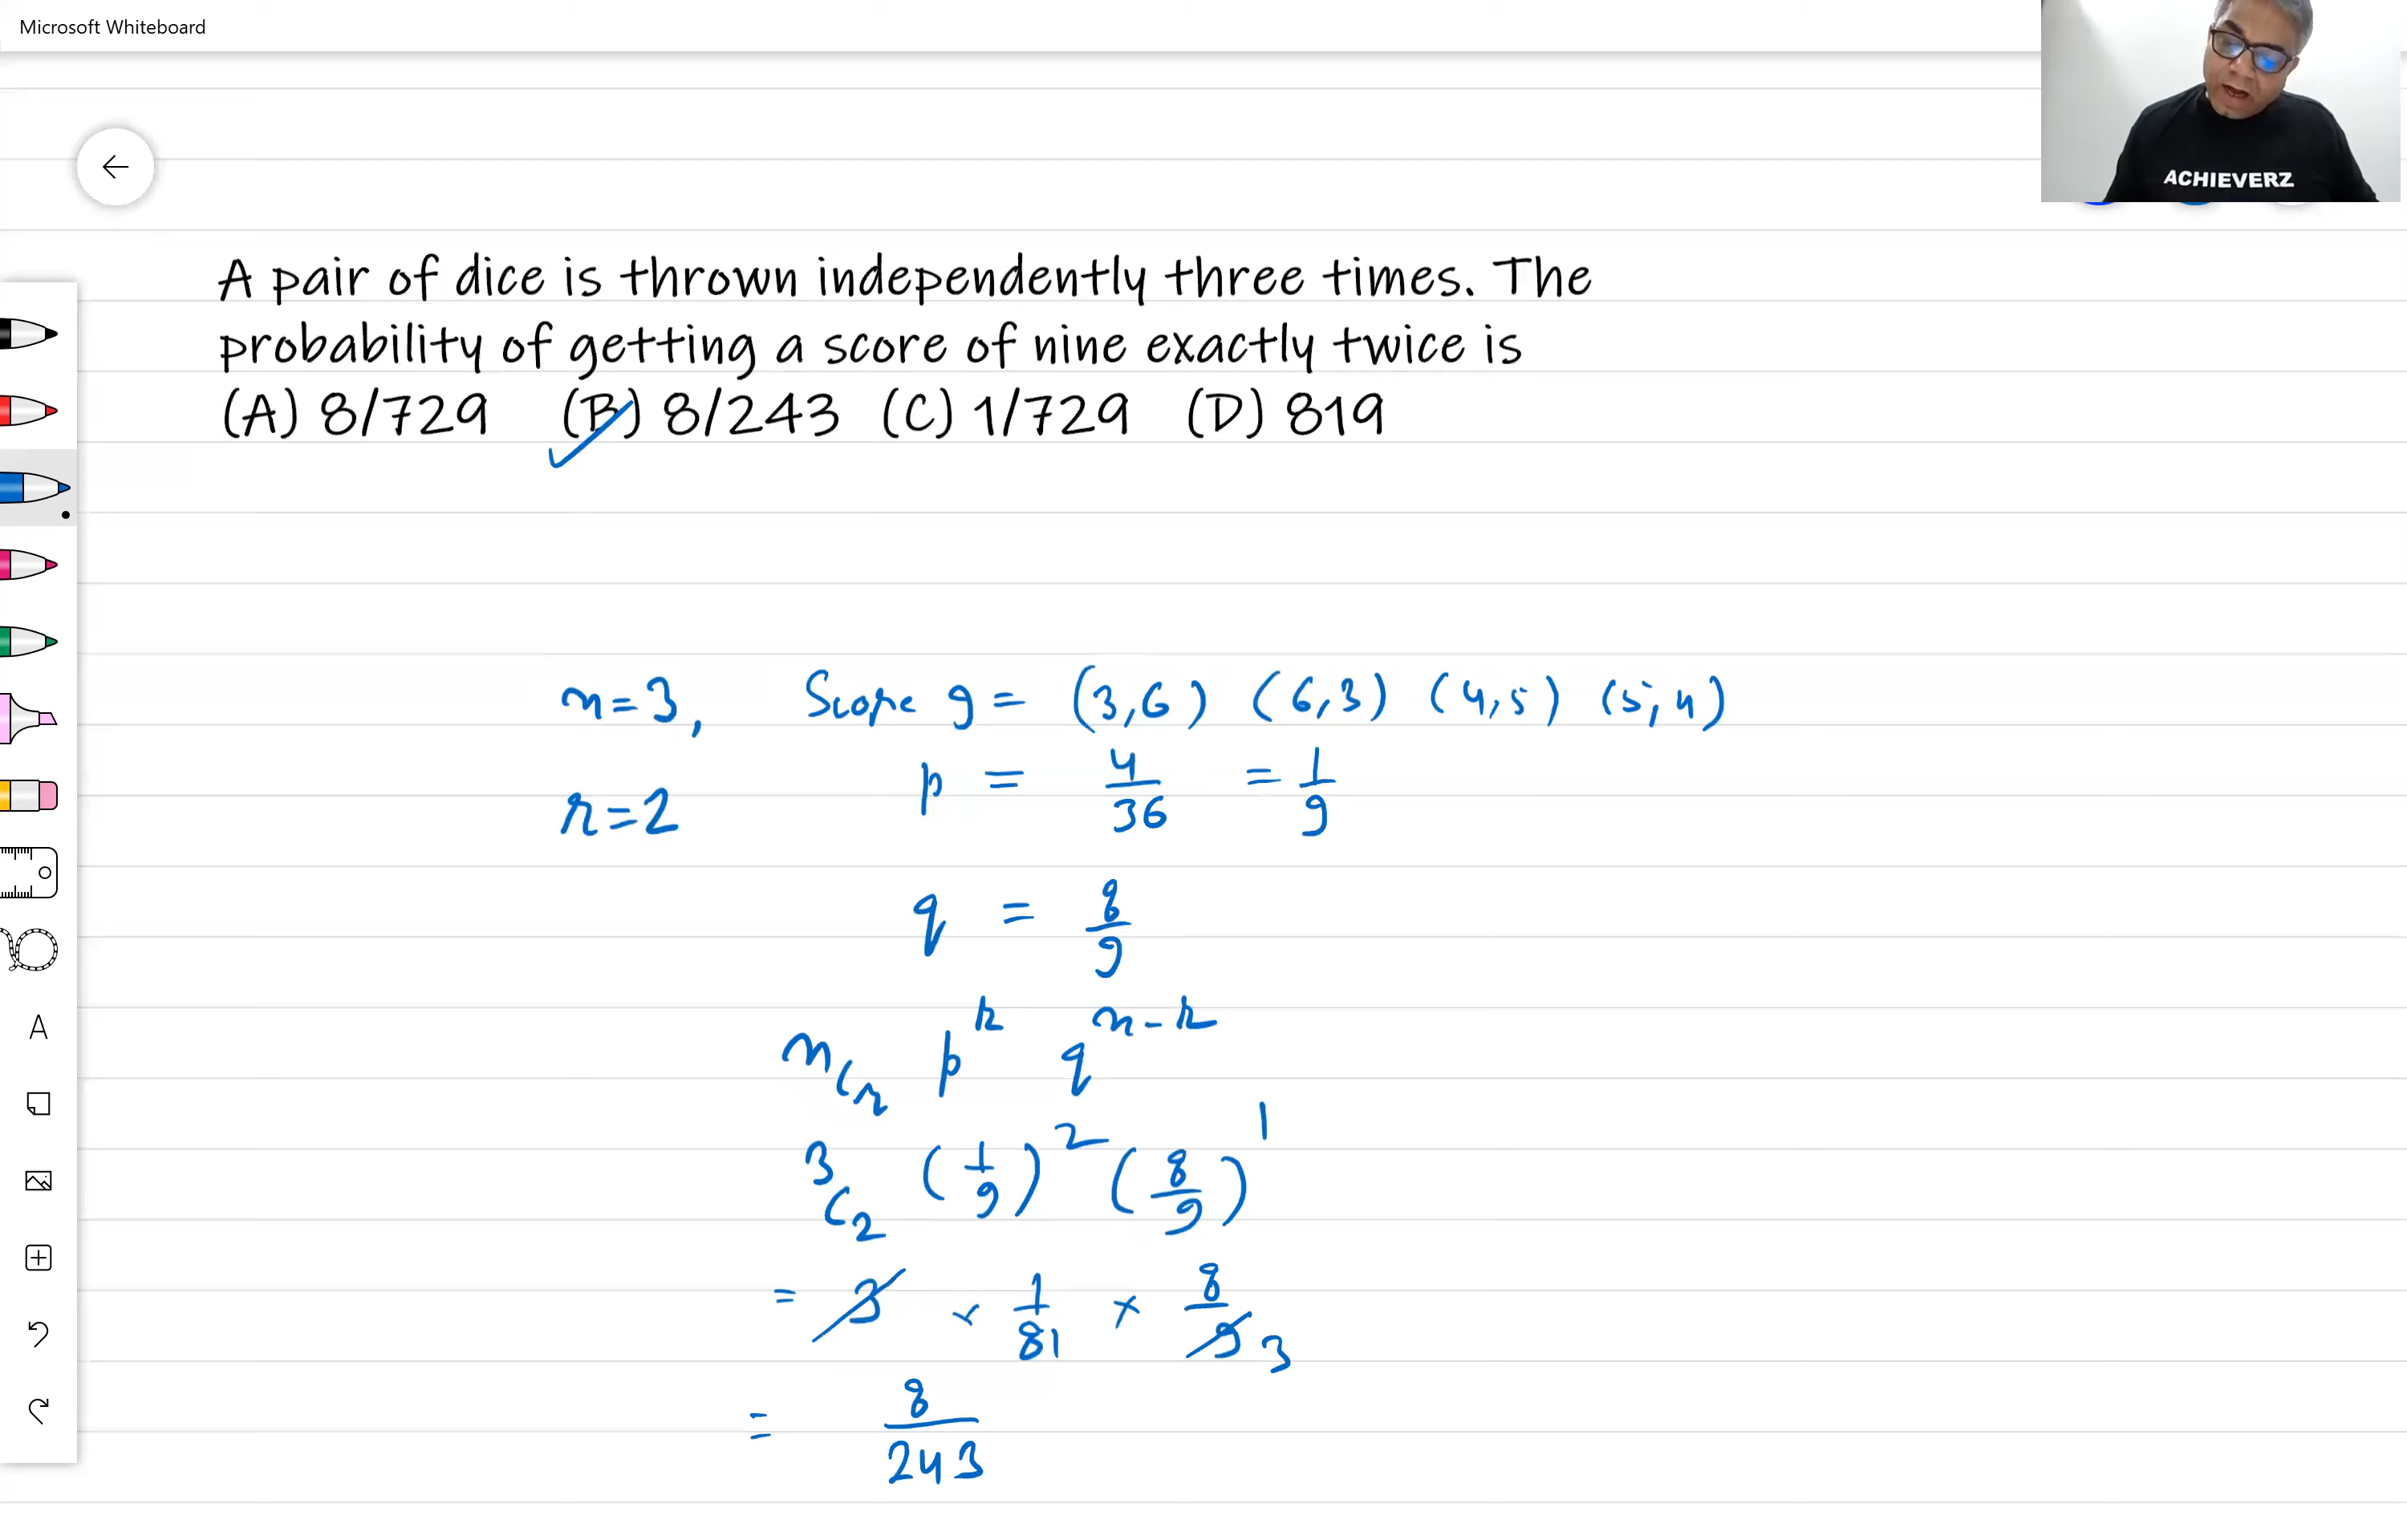 Microsoft Whiteboard
ACHIEVERZ
A pair of dice is thrown independently three times. The
probability of getting a score of nine exactly twice is
(A) 8/729 (B) 8/243 (C) 1/729 (D) 819
n=3, Score 9 = (3,6) (6,3) (4,5) (5,4)
r=2 p = 4/36 = 1/9
q = 8/9
nCr p^r q^n-r
3C2 (1/9)^2 (8/9)^1
= 3 × 1/81 × 8/9 3
= 8/243
A